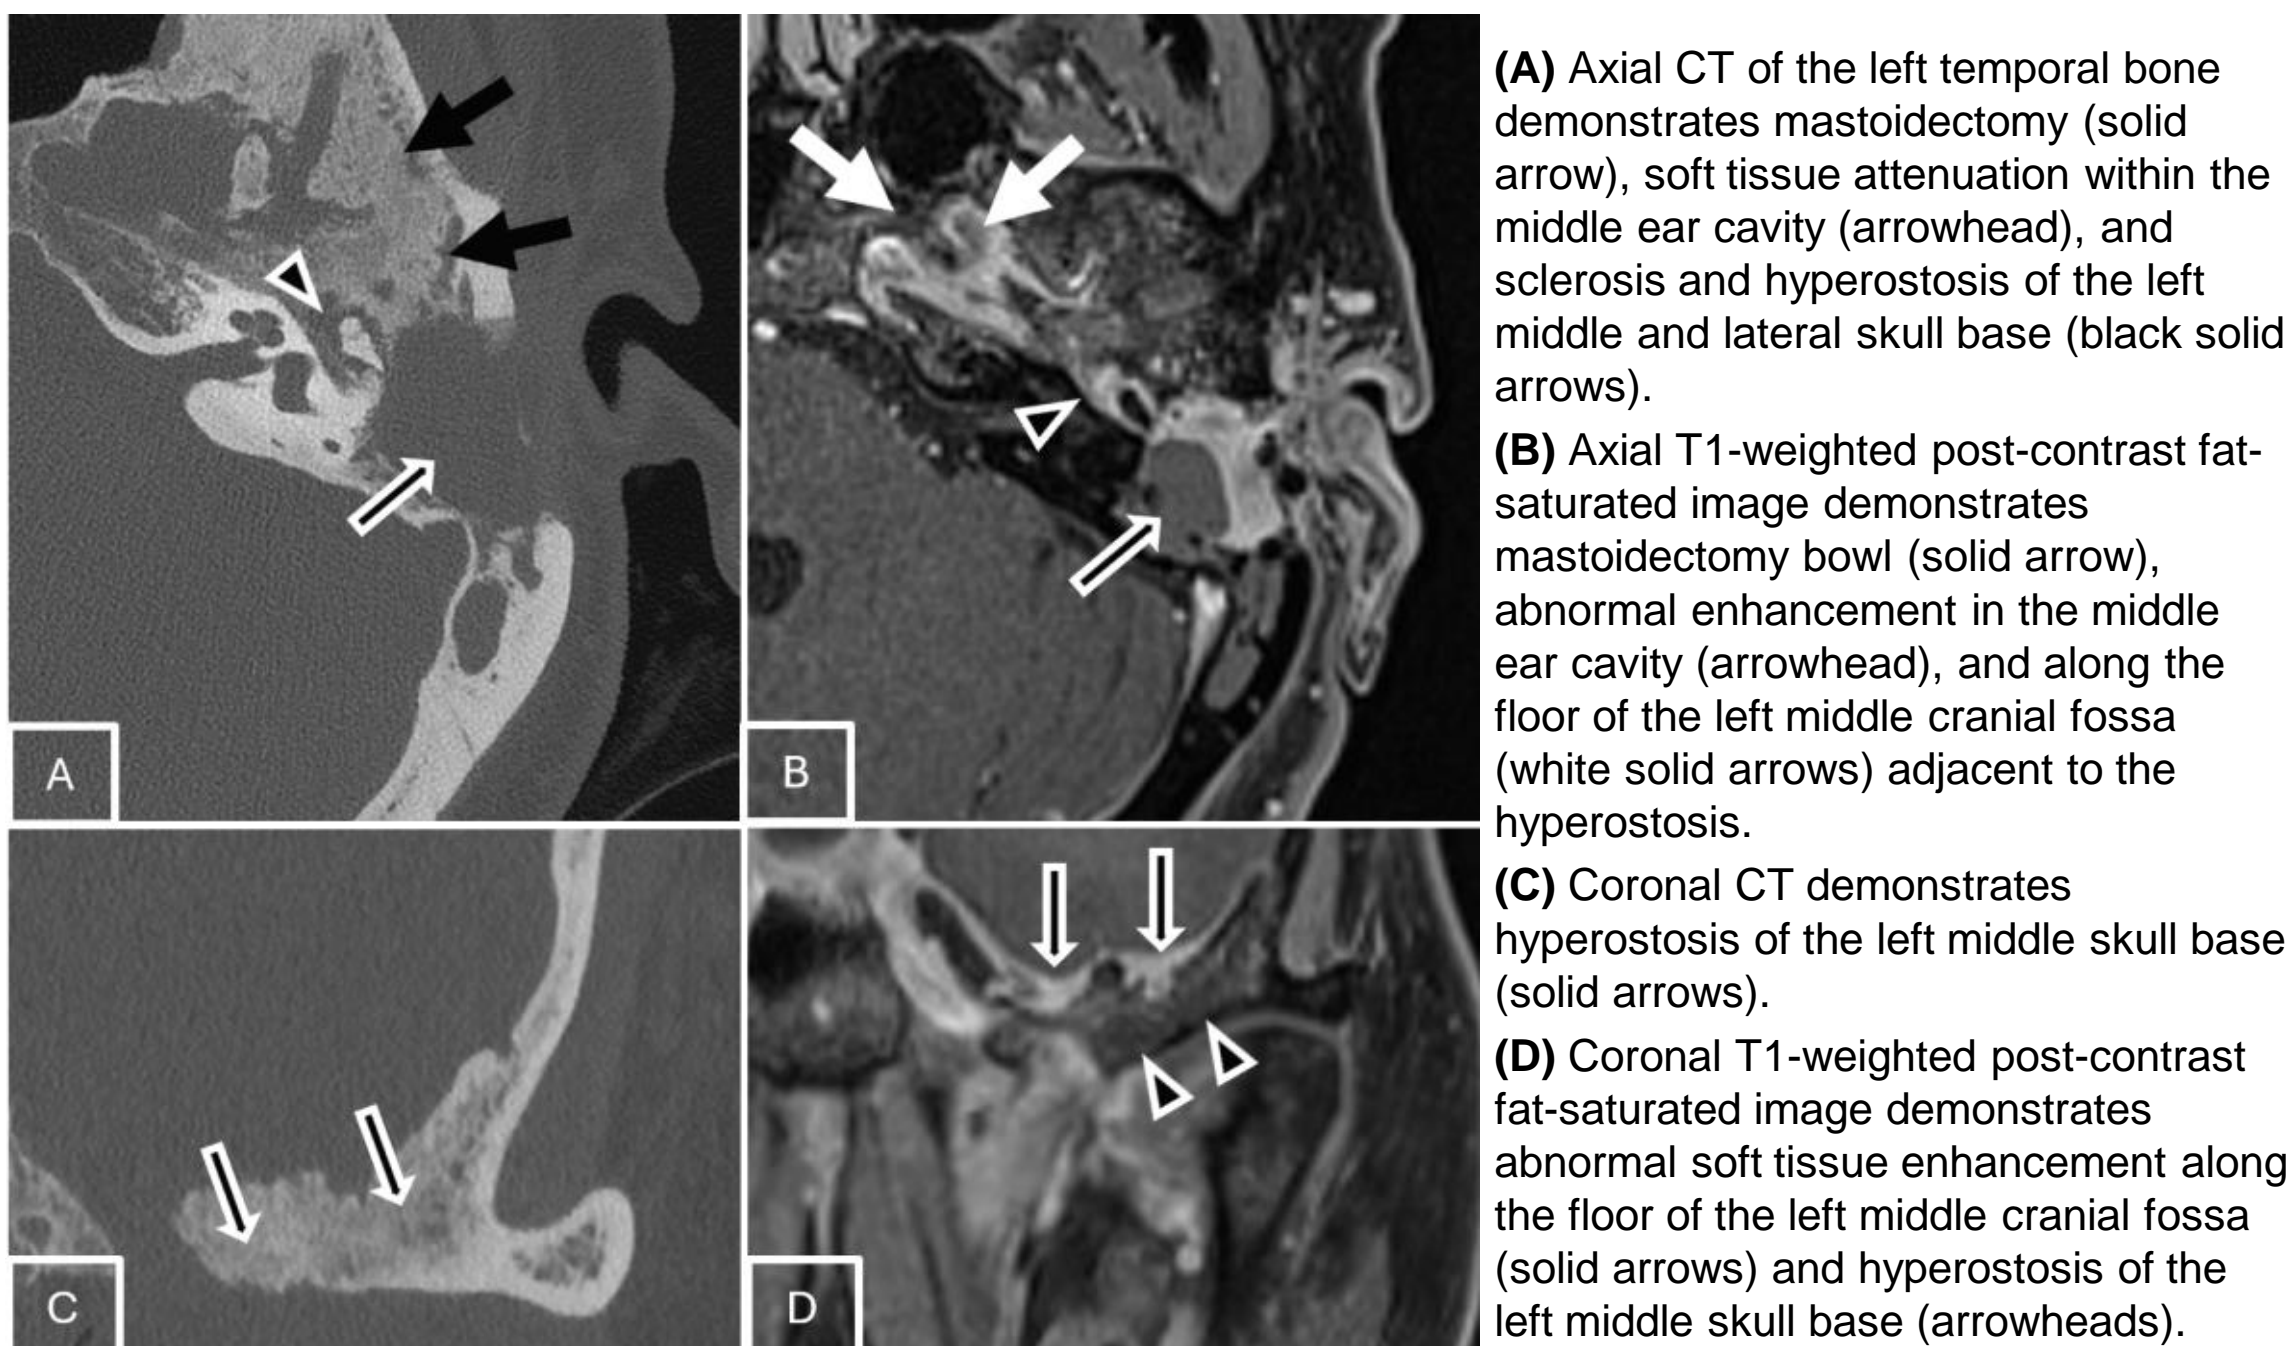 (A) Axial CT of the left temporal bone
demonstrates mastoidectomy (solid
arrow), soft tissue attenuation within the
middle ear cavity (arrowhead), and
sclerosis and hyperostosis of the left
middle and lateral skull base (black solid
arrows).
(B) Axial T1-weighted post-contrast fat-
saturated image demonstrates
mastoidectomy bowl (solid arrow),
abnormal enhancement in the middle
ear cavity (arrowhead), and along the
floor of the left middle cranial fossa
(white solid arrows) adjacent to the
hyperostosis.
(C) Coronal CT demonstrates
hyperostosis of the left middle skull base
(solid arrows).
(D) Coronal T1-weighted post-contrast
fat-saturated image demonstrates
abnormal soft tissue enhancement along
the floor of the left middle cranial fossa
(solid arrows) and hyperostosis of the
left middle skull base (arrowheads).
A
B
C
D